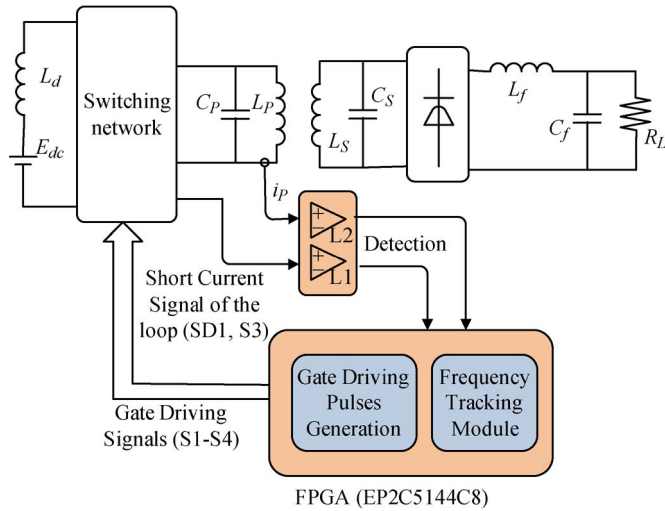 L_d
E_dc
Switching
network
C_P
L_P
L_S
C_S
L_f
C_f
R_L
i_P
+
−
L2
+
−
L1
Detection
Short Current
Signal of the
loop (SD1, S3)
Gate Driving
Signals (S1-S4)
Gate Driving
Pulses
Generation
Frequency
Tracking
Module
FPGA (EP2C5144C8)